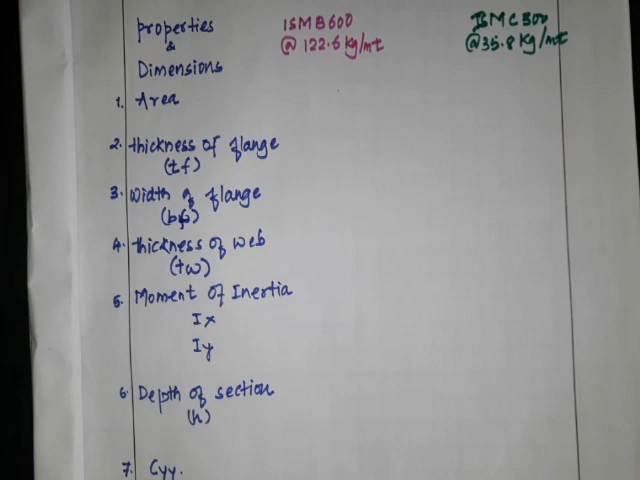 Properties ISMB600 ISMC300
& @ 122.6 kg/mt @35.8 kg/mt
Dimensions
1. Area
2. thickness of flange
(tf)
3. Width of flange
(bf)
4. thickness of web
(tw)
5. Moment of Inertia
Ix
Iy
6. Depth of section
(h)
7. Cyy.